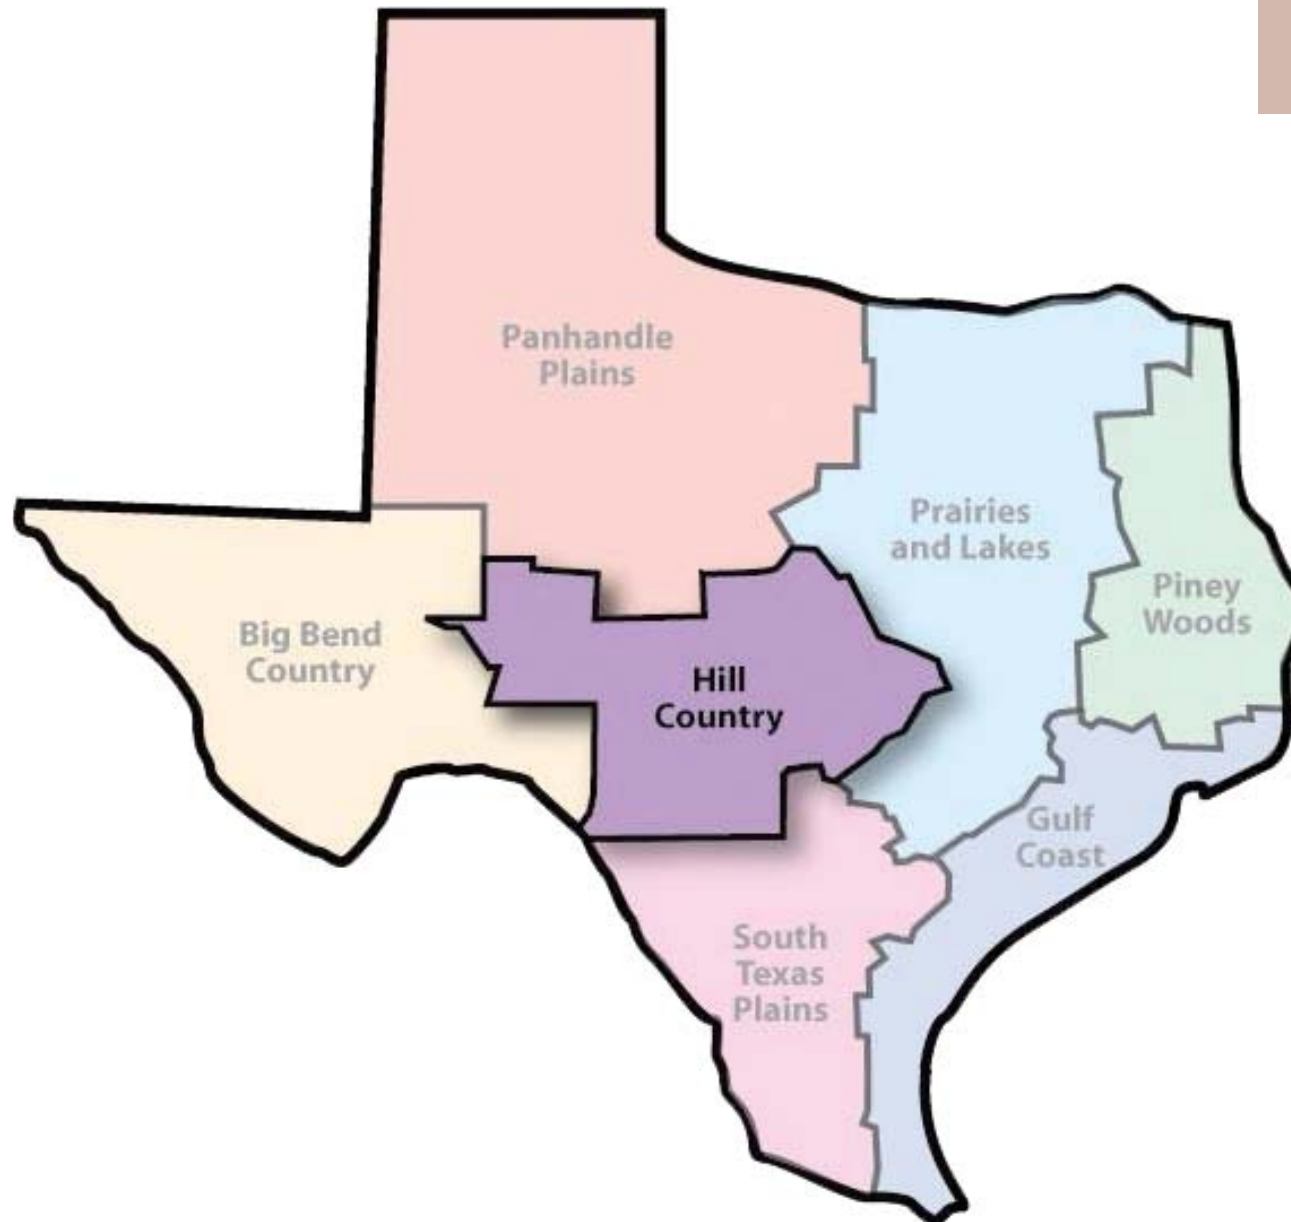 Panhandle
Plains
Prairies
and Lakes
Piney
Woods
Big Bend
Country
Hill
Country
Gulf
Coast
South
Texas
Plains